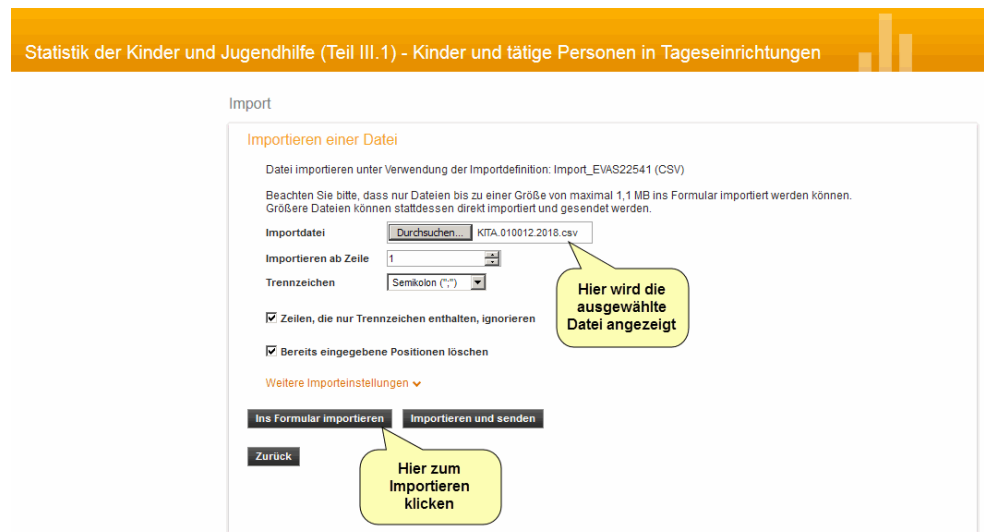 Statistik der Kinder und Jugendhilfe (Teil III.1) - Kinder und tätige Personen in Tageseinrichtungen
Import
Importieren einer Datei
Datei importieren unter Verwendung der Importdefinition: Import_EVAS22541 (CSV)
Beachten Sie bitte, dass nur Dateien bis zu einer Größe von maximal 1,1 MB ins Formular importiert werden können.
Größere Dateien können stattdessen direkt importiert und gesendet werden.
Importdatei Durchsuchen... KITA.010012.2018.csv
Importieren ab Zeile 1
Trennzeichen Semikolon (";")
Hier wird die
ausgewählte
Datei angezeigt
Zeilen, die nur Trennzeichen enthalten, ignorieren
Bereits eingegebene Positionen löschen
Weitere Importeinstellungen
Ins Formular importieren Importieren und senden
Zurück
Hier zum
Importieren
klicken